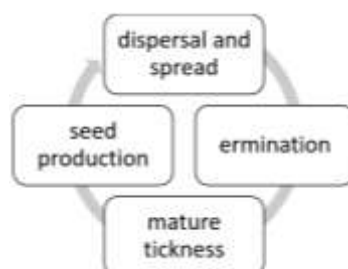 dispersal and
spread
ermination
mature
tickness
seed
production